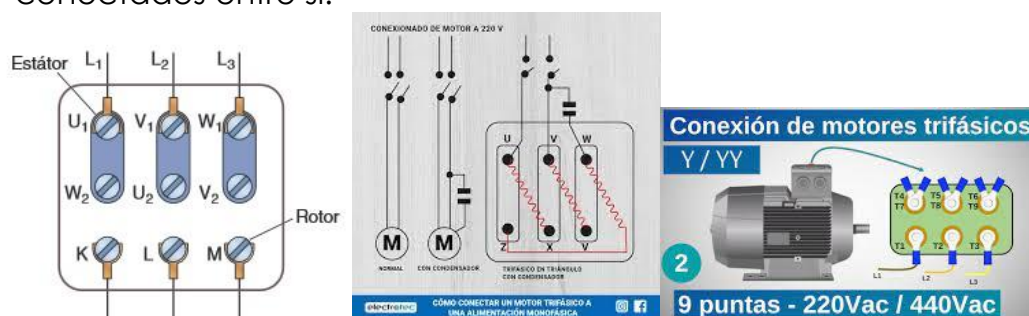 conectados entre sí.
Estátor L1 L2 L3
U1 V1 W1
W2 U2 V2
Rotor
K L M
CONEXIONADO DE MOTOR A 220 V
U V W
Z X V
M M
NORMAL CON CONDENSADOR
TRIFÁSICO EN TRIÁNGULO
CON CONDENSADOR
electrotec
CÓMO CONECTAR UN MOTOR TRIFÁSICO A
UNA ALIMENTACIÓN MONOFÁSICA
Conexión de motores trifásicos
Y / YY
T4 T5 T6
T7 T8 T9
T1 T2 T3
L1 L2 L3
2
9 puntas - 220Vac / 440Vac